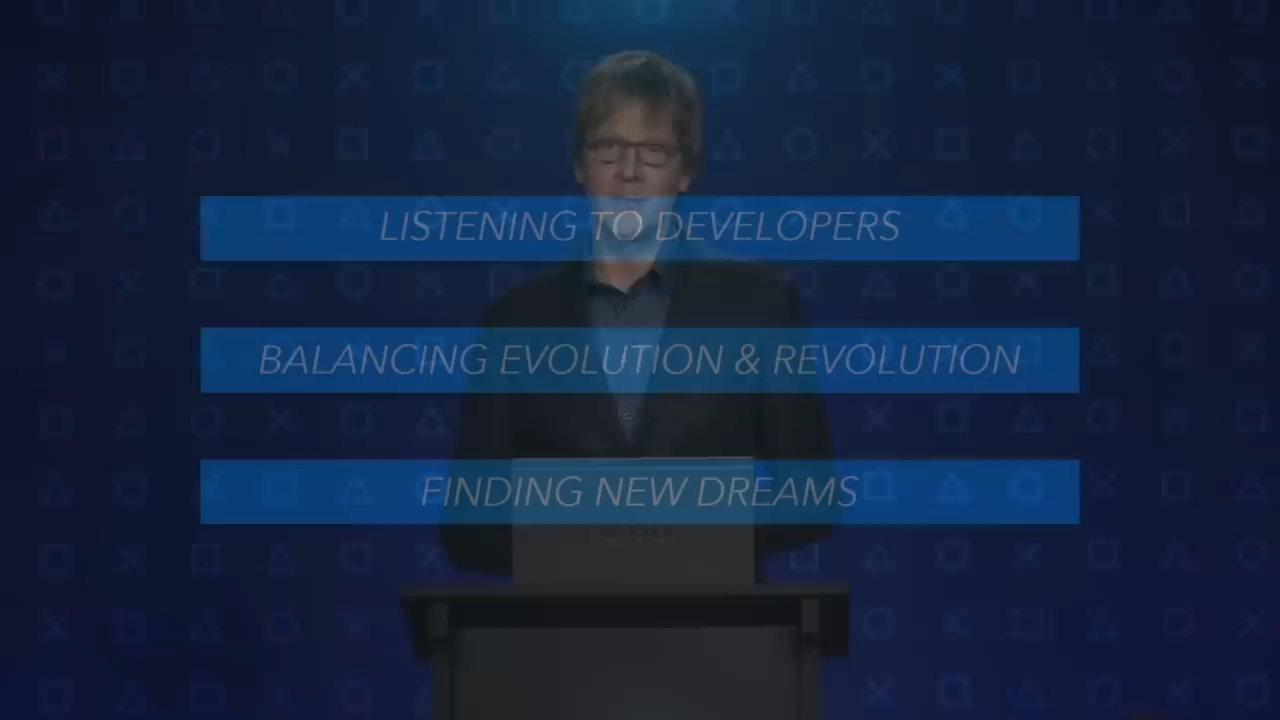 LISTENING TO DEVELOPERS
BALANCING EVOLUTION & REVOLUTION
FINDING NEW DREAMS